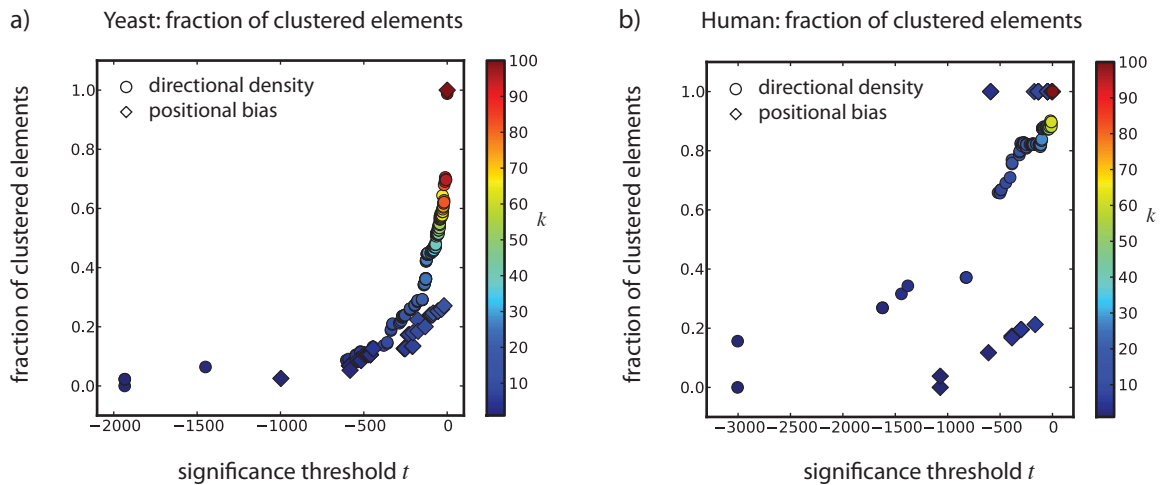 a) Yeast: fraction of clustered elements
directional density
positional bias
fraction of clustered elements
1.0
0.8
0.6
0.4
0.2
0.0
−2000 −1500 −1000 −500 0
significance threshold t
100
90
80
70
60
50
40
30
20
10
k
b) Human: fraction of clustered elements
directional density
positional bias
fraction of clustered elements
1.0
0.8
0.6
0.4
0.2
0.0
−3000 −2500 −2000 −1500 −1000 −500 0
significance threshold t
100
90
80
70
60
50
40
30
20
10
k